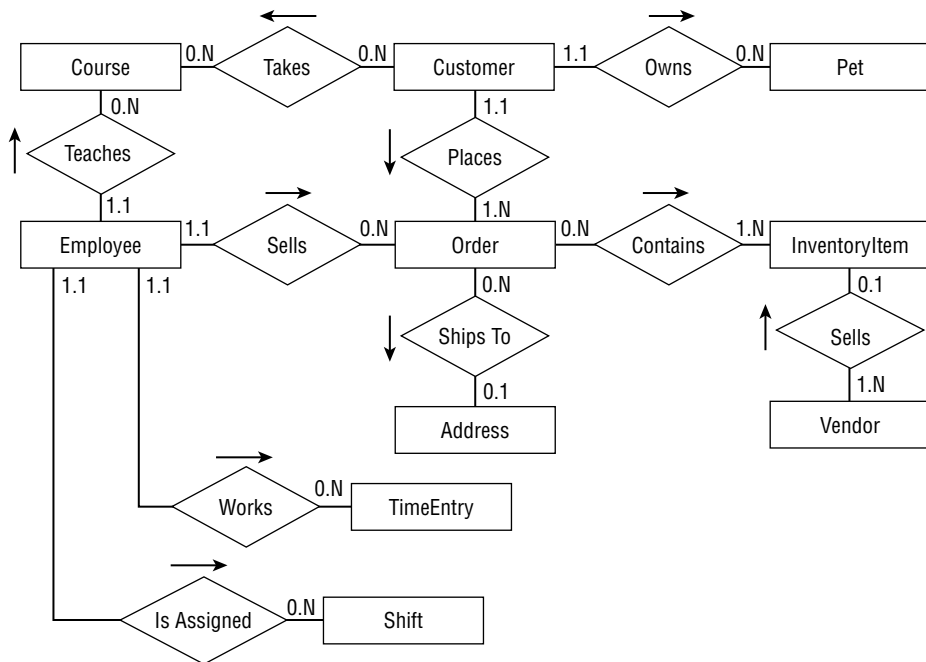 0.N
0.N
1.1
0.N
Course
Takes
Customer
Owns
Pet
0.N
1.1
Teaches
Places
1.1
1.N
1.1
0.N
0.N
1.N
Employee
Sells
Order
Contains
InventoryItem
1.1
1.1
0.N
0.1
Ships To
Sells
0.1
1.N
Address
Vendor
0.N
Works
TimeEntry
0.N
Is Assigned
Shift